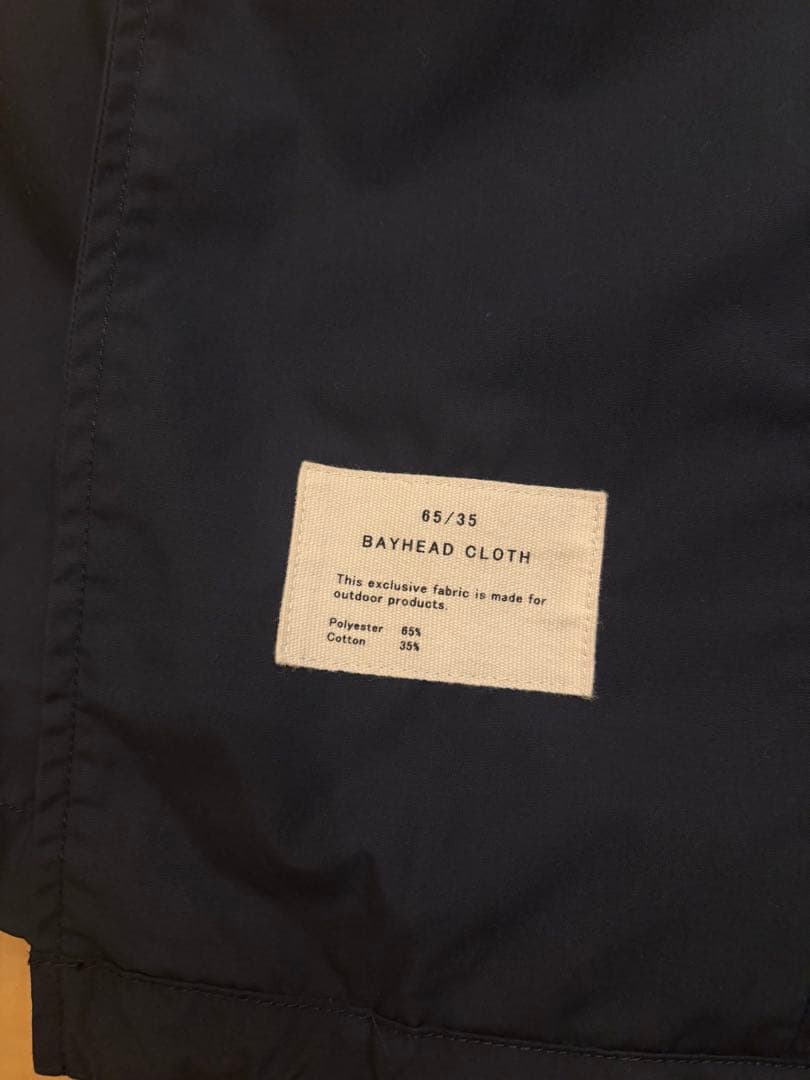 65/35
BAYHEAD CLOTH
This exclusive fabric is made for
outdoor products.
Polyester 65%
Cotton 35%